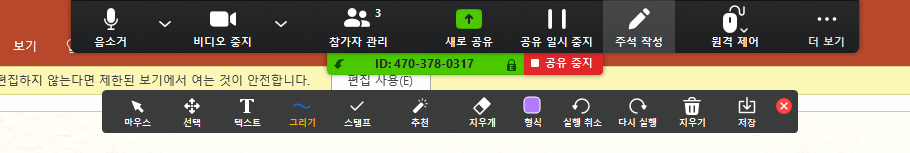 음소거
비디오 중지
참가자 관리
3
새로 공유
공유 일시 중지
주석 작성
원격 제어
더 보기
보기
ID: 470-378-0317
공유 중지
편집하지 않는다면 제한된 보기에서 여는 것이 안전합니다.
편집 사용(E)
마우스
선택
T
텍스트
그리기
스탬프
추천
지우개
형식
실행 취소
다시 실행
지우기
저장